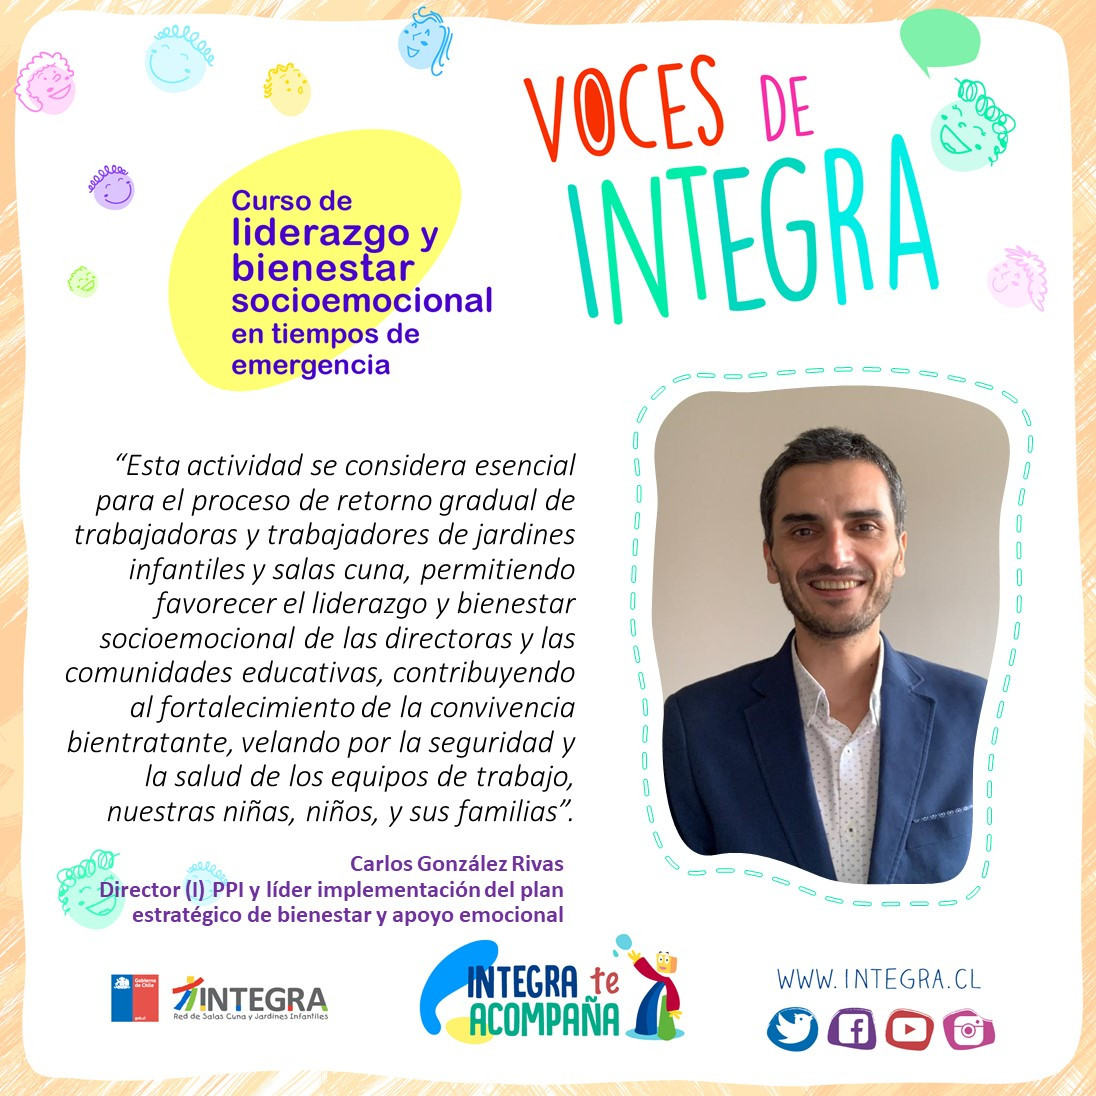 VOCES DE
INTEGRA
Curso de
liderazgo y
bienestar
socioemocional
en tiempos de
emergencia
“Esta actividad se considera esencial
para el proceso de retorno gradual de
trabajadoras y trabajadores de jardines
infantiles y salas cuna, permitiendo
favorecer el liderazgo y bienestar
socioemocional de las directoras y las
comunidades educativas, contribuyendo
al fortalecimiento de la convivencia
bientratante, velando por la seguridad y
la salud de los equipos de trabajo,
nuestras niñas, niños, y sus familias”.
Carlos González Rivas
Director (I) PPI y líder implementación del plan
estratégico de bienestar y apoyo emocional
Gobierno
de Chile
gob.cl
INTEGRA
Red de Salas Cuna y Jardines Infantiles
INTEGRA te
ACOMPAÑA
WWW.INTEGRA.CL